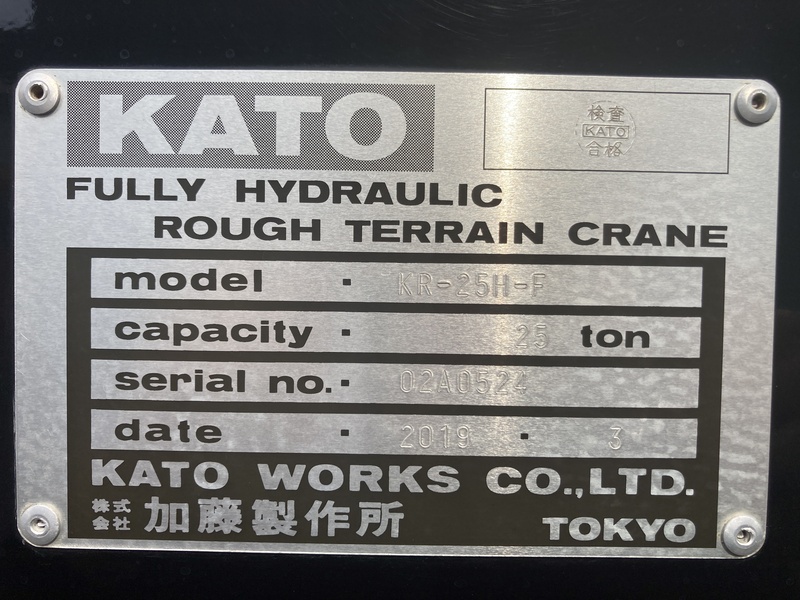 KATO
検査
KATO
合格
FULLY HYDRAULIC
ROUGH TERRAIN CRANE
model · KR-25H-F
capacity · 25 ton
serial no. · 02A0524
date · 2019 · 3
KATO WORKS CO.,LTD.
株式会社 加藤製作所 TOKYO